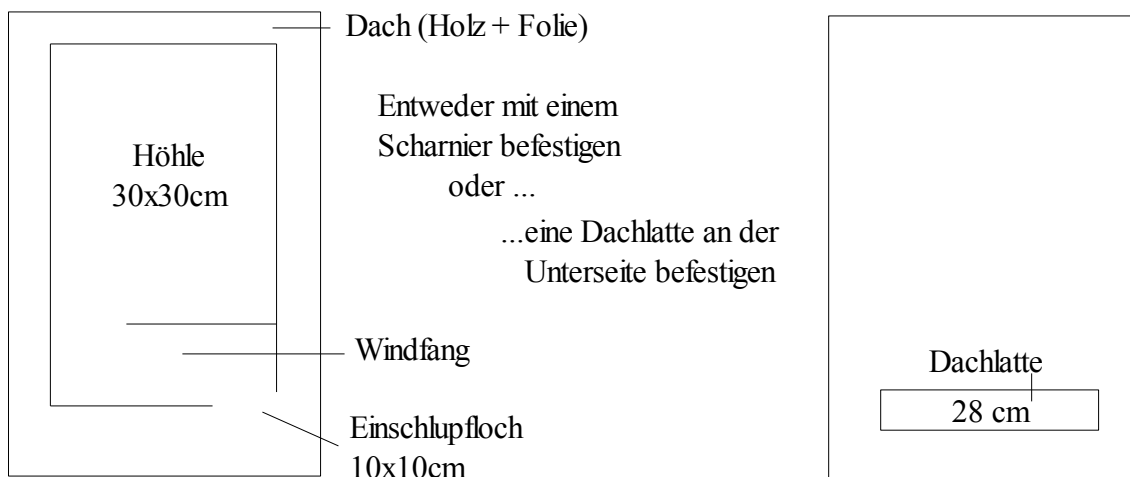 Dach (Holz + Folie)
Entweder mit einem
Scharnier befestigen
oder ...
...eine Dachlatte an der
Unterseite befestigen
Höhle
30x30cm
Windfang
Einschlupfloch
10x10cm
Dachlatte
28 cm